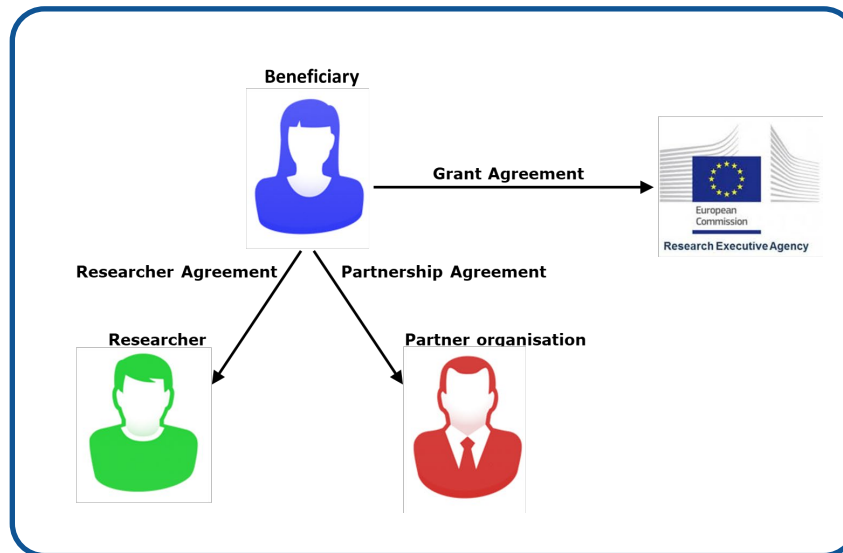 Beneficiary
Grant Agreement
European
Commission
Research Executive Agency
Researcher Agreement
Partnership Agreement
Researcher
Partner organisation